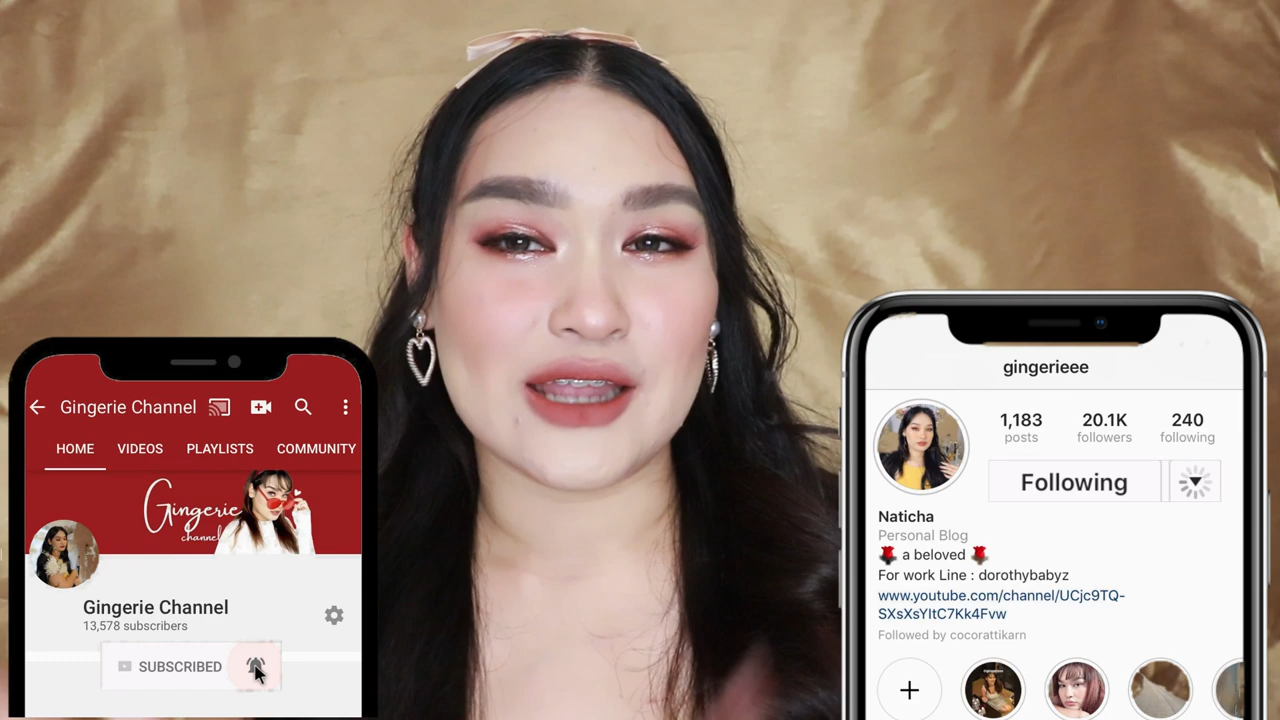 Gingerie Channel
HOME VIDEOS PLAYLISTS COMMUNITY
Gingerie
channel
Gingerie Channel
13,578 subscribers
SUBSCRIBED
gingerieee
1,183 20.1K 240
posts followers following
Following
Naticha
Personal Blog
🌹 a beloved 🌹
For work Line : dorothybabyz
www.youtube.com/channel/UCjc9TQ-
SXsXsYItC7Kk4Fvw
Followed by cocorattikarn